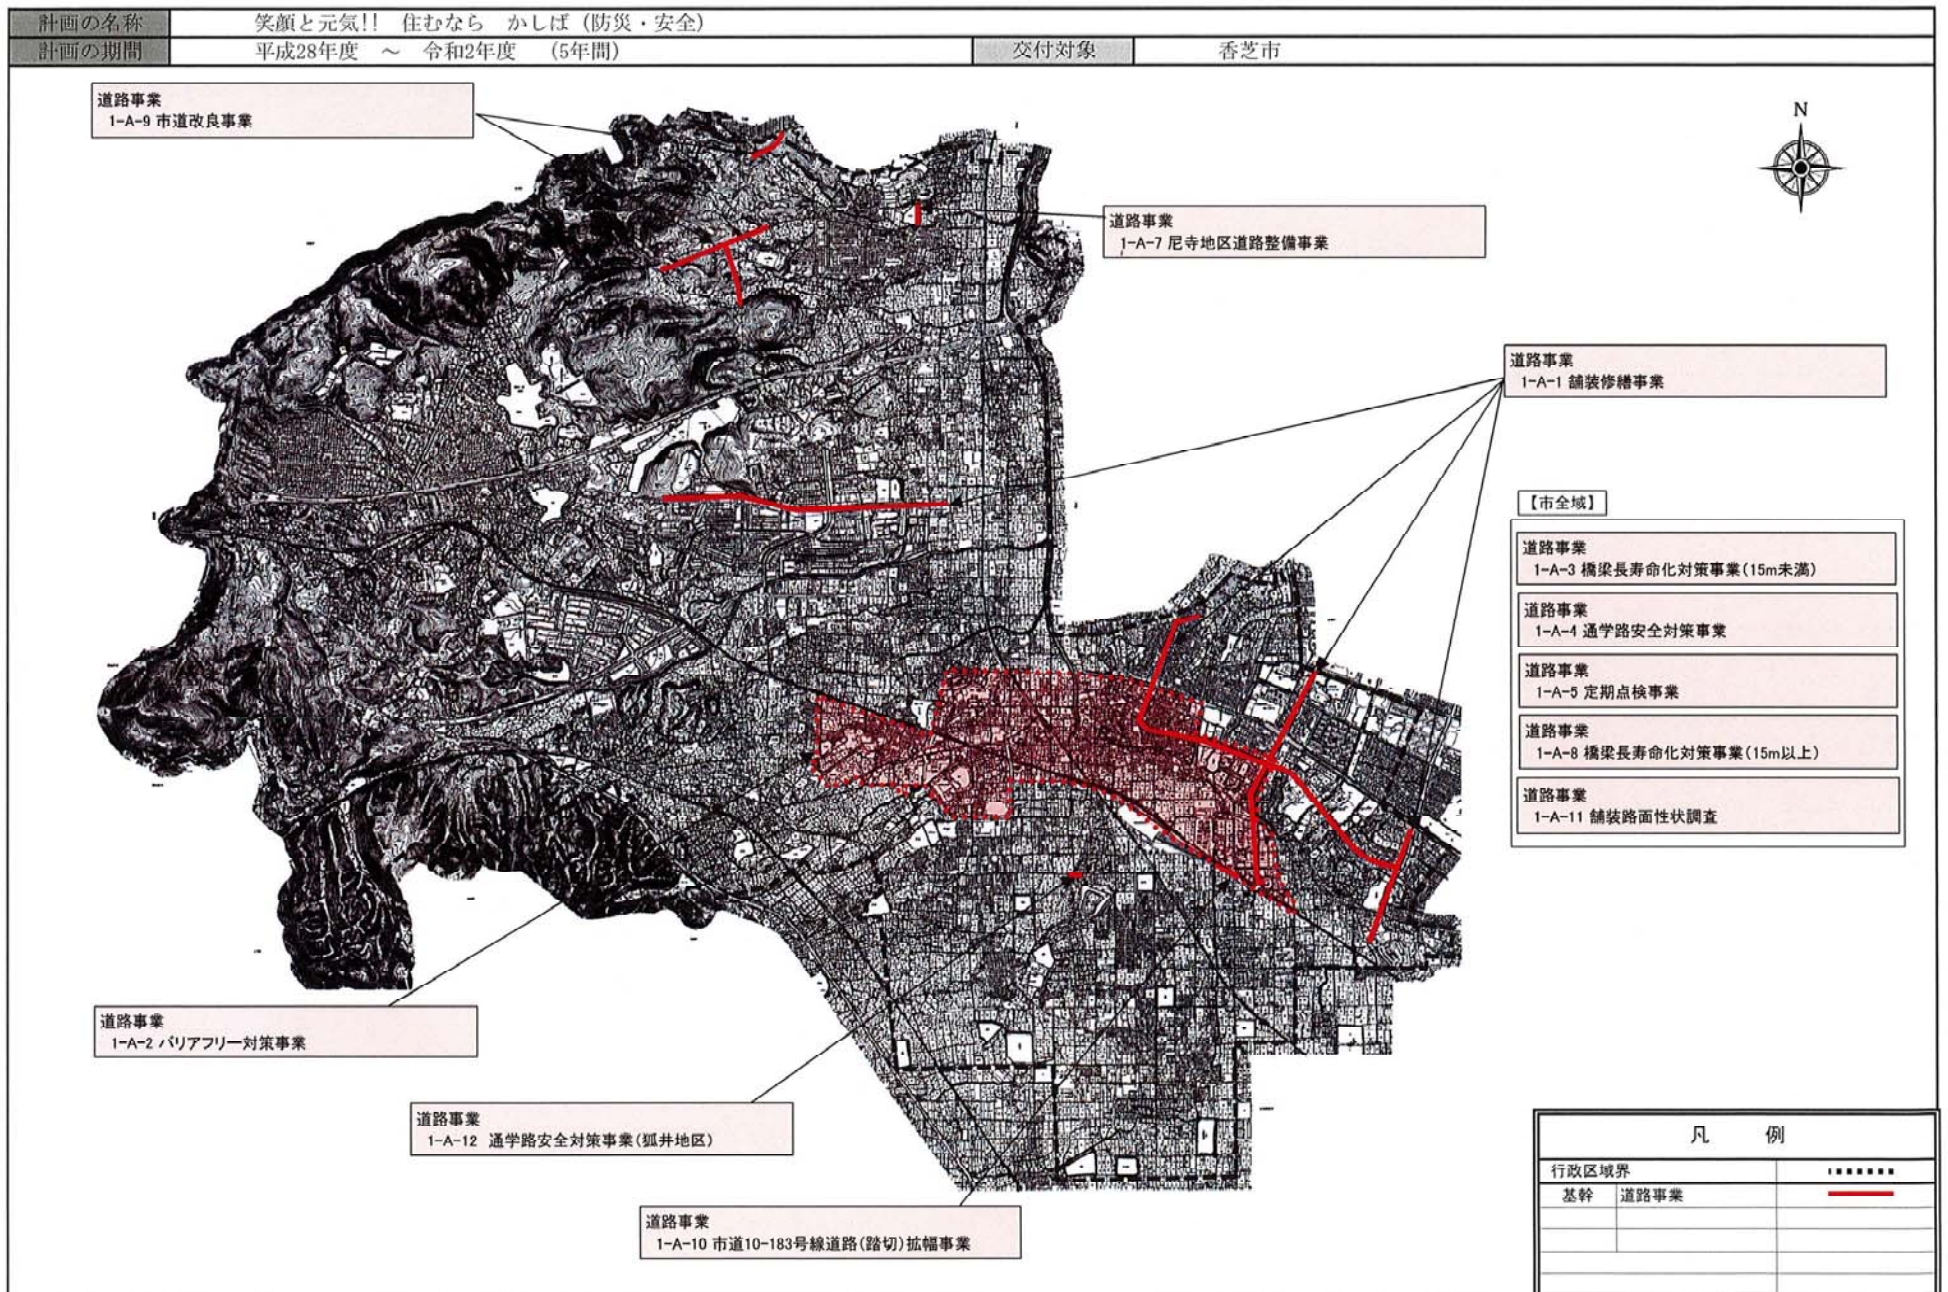 計画の名称 笑顔と元気!! 住むなら かしば (防災・安全)
計画の期間 平成28年度 ～ 令和2年度 (5年間) 交付対象 香芝市
道路事業
1-A-9 市道改良事業
N
道路事業
1-A-7 尼寺地区道路整備事業
道路事業
1-A-1 舗装修繕事業
【市全域】
道路事業
1-A-3 橋梁長寿命化対策事業(15m未満)
道路事業
1-A-4 通学路安全対策事業
道路事業
1-A-5 定期点検事業
道路事業
1-A-8 橋梁長寿命化対策事業(15m以上)
道路事業
1-A-11 舗装路面性状調査
道路事業
1-A-2 バリアフリー対策事業
道路事業
1-A-12 通学路安全対策事業(狐井地区)
道路事業
1-A-10 市道10-183号線道路(踏切)拡幅事業
凡 例
行政区域界
基幹 道路事業